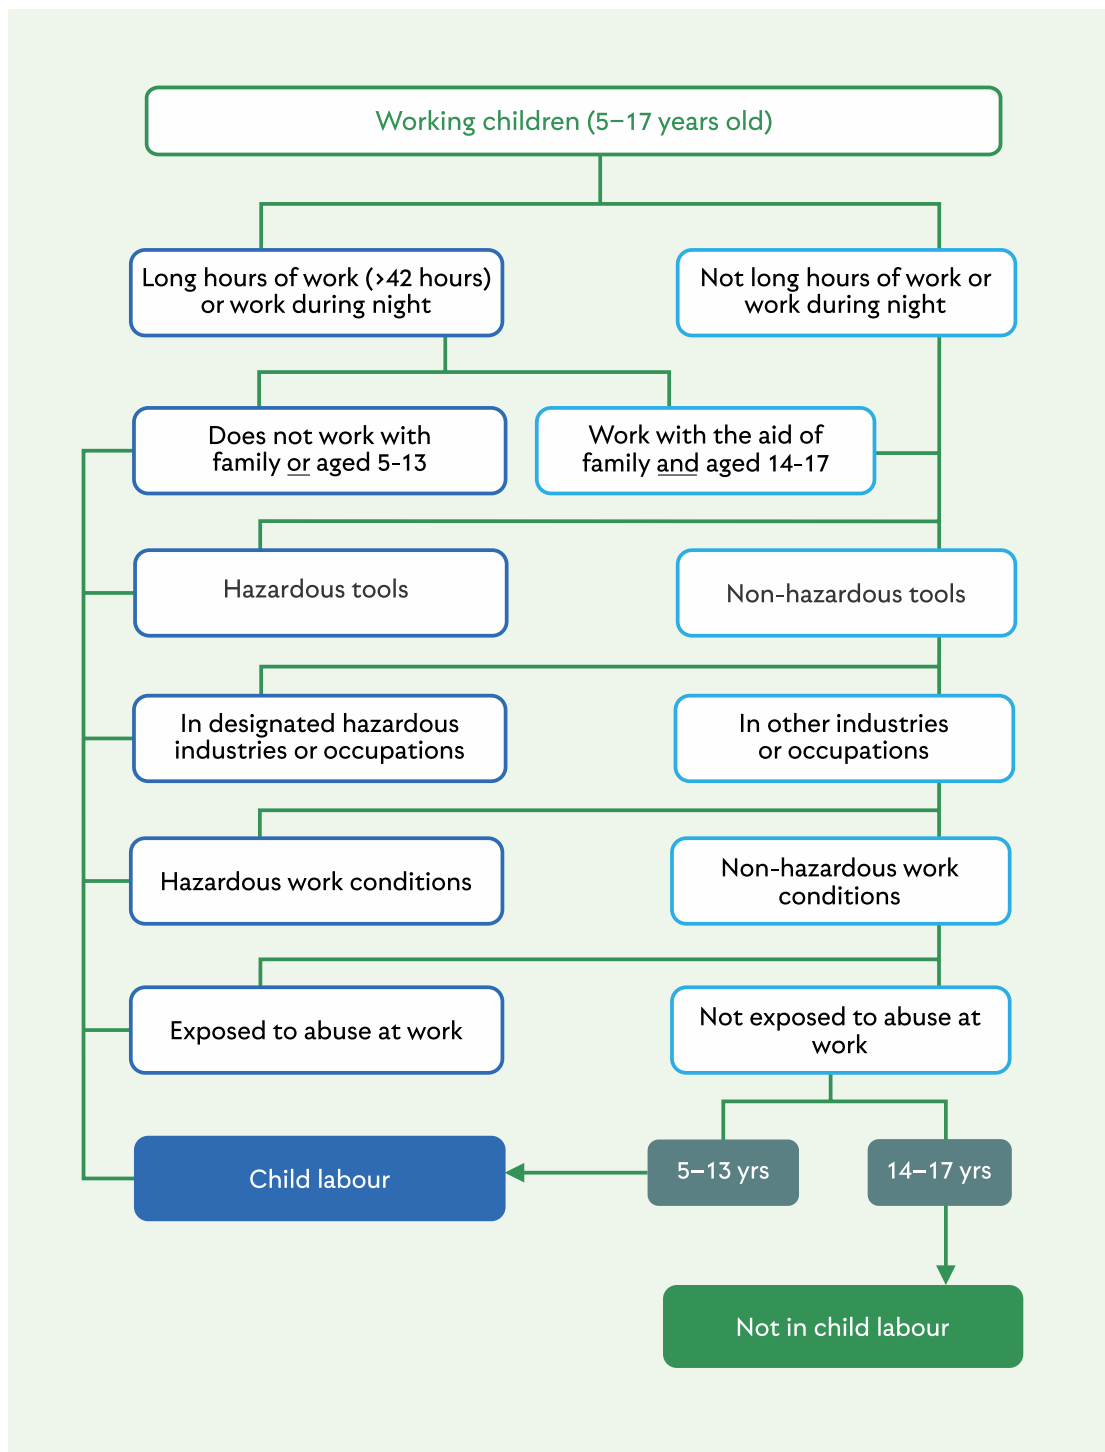 Working children (5–17 years old)
Long hours of work (>42 hours)
or work during night
Not long hours of work or
work during night
Does not work with
family or aged 5-13
Work with the aid of
family and aged 14-17
Hazardous tools
Non-hazardous tools
In designated hazardous
industries or occupations
In other industries
or occupations
Hazardous work conditions
Non-hazardous work
conditions
Exposed to abuse at work
Not exposed to abuse at
work
Child labour
5–13 yrs
14–17 yrs
Not in child labour